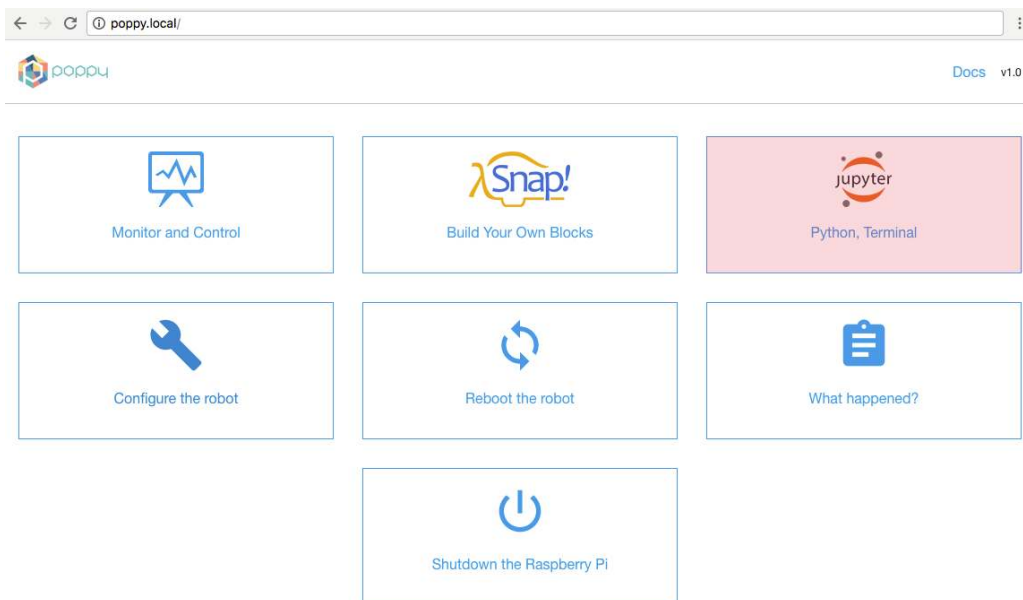 poppy.local/
poppy
Docs v1.0
Snap!
jupyter
Monitor and Control
Build Your Own Blocks
Python, Terminal
Configure the robot
Reboot the robot
What happened?
Shutdown the Raspberry Pi